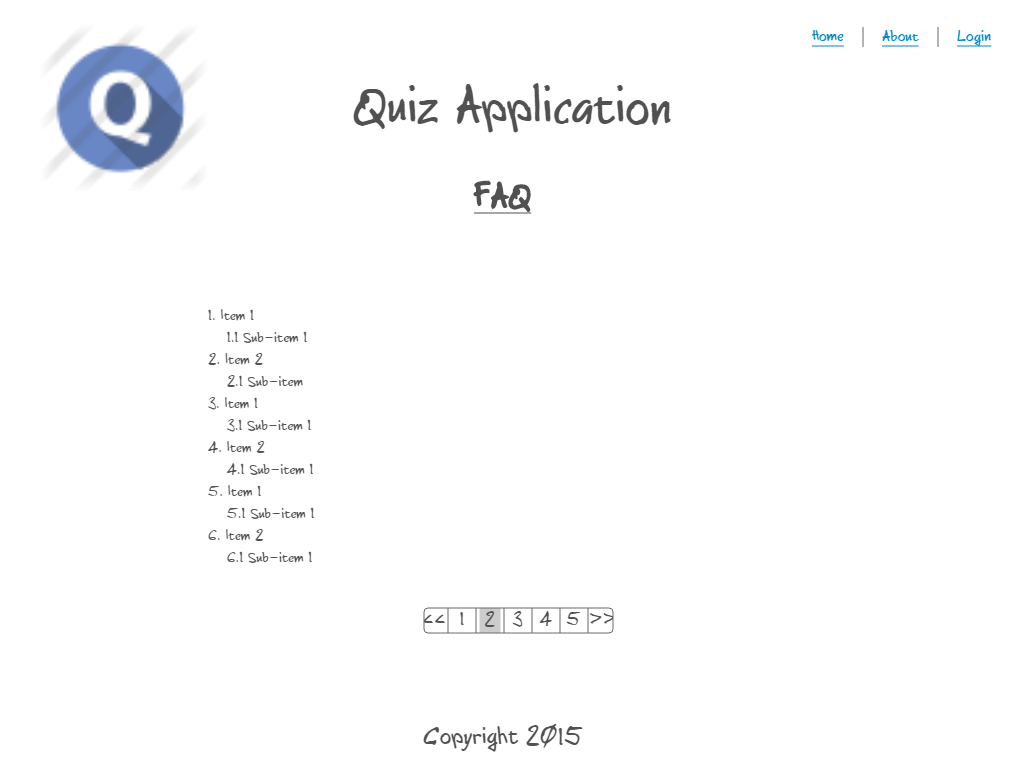 Q
Home | About | Login
Quiz Application
FAQ
1. Item 1
1.1 Sub-item 1
2. Item 2
2.1 Sub-item
3. Item 1
3.1 Sub-item 1
4. Item 2
4.1 Sub-item 1
5. Item 1
5.1 Sub-item 1
6. Item 2
6.1 Sub-item 1
<< 1 2 3 4 5 >>
Copyright 2015